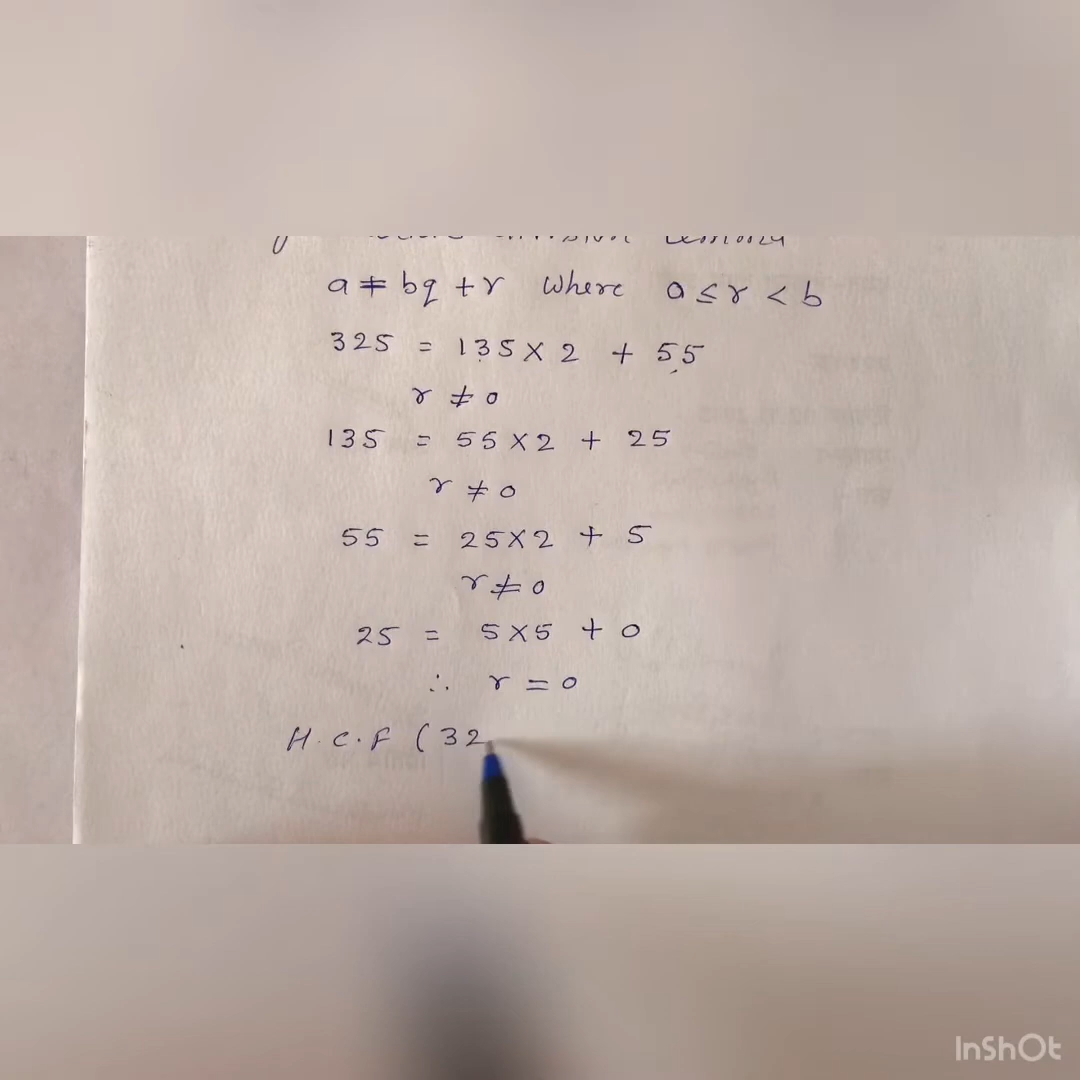 a = bq + r where a ≤ r < b
325 = 135 × 2 + 55
r ≠ 0
135 = 55 × 2 + 25
r ≠ 0
55 = 25 × 2 + 5
r ≠ 0
25 = 5 × 5 + 0
∴ r = 0
H.C.F (32
InShOt